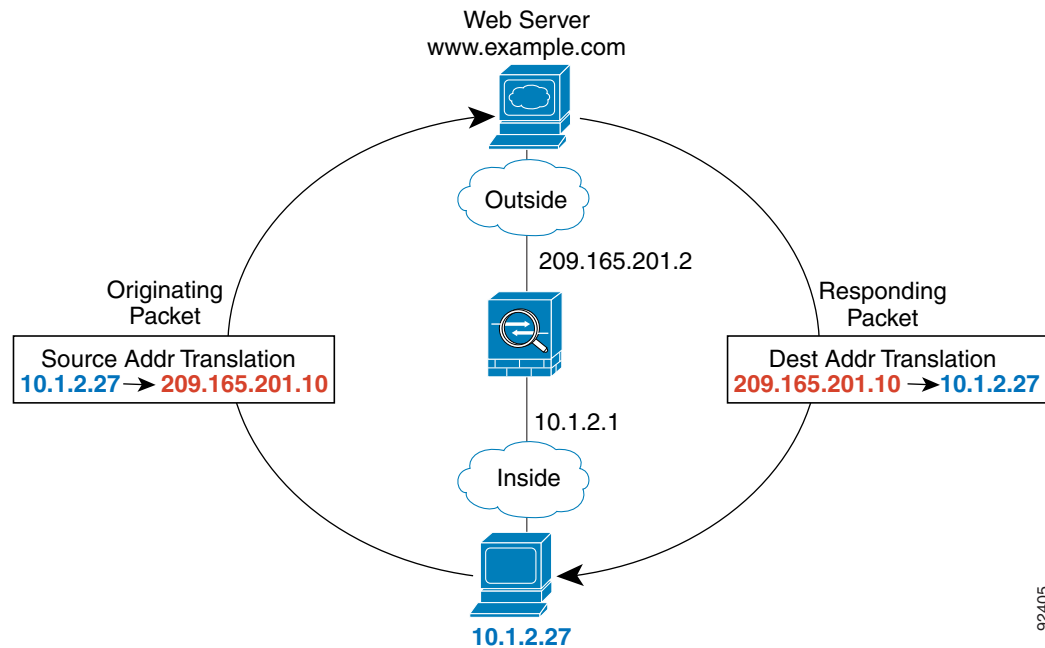 Web Server
www.example.com
Outside
209.165.201.2
Originating
Packet
Source Addr Translation
10.1.2.27 → 209.165.201.10
Responding
Packet
Dest Addr Translation
209.165.201.10 → 10.1.2.27
10.1.2.1
Inside
10.1.2.27
92405